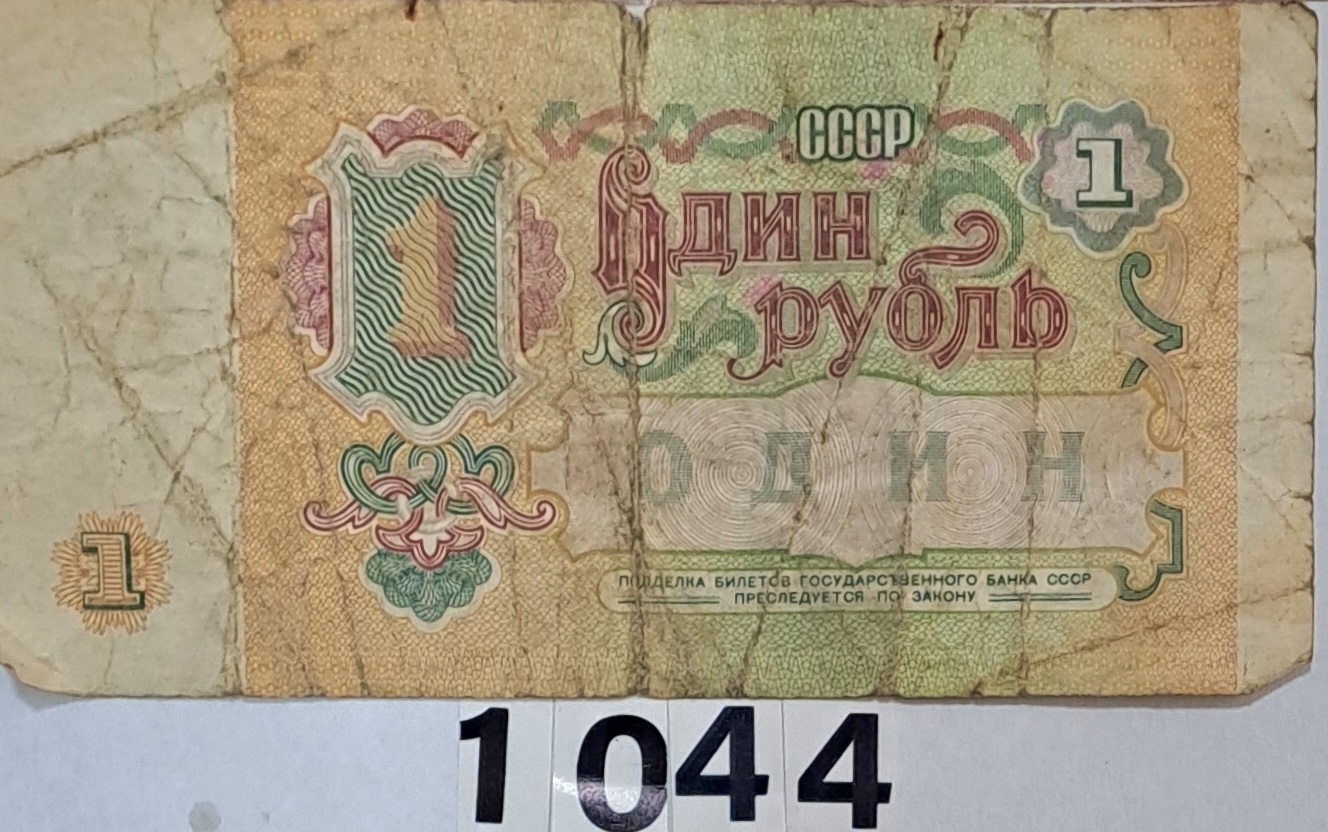 СССР
1
Один
рубль
1
ОДИН
ПОДДЕЛКА БИЛЕТОВ ГОСУДАРСТВЕННОГО БАНКА СССР
ПРЕСЛЕДУЕТСЯ ПО ЗАКОНУ
1
1044